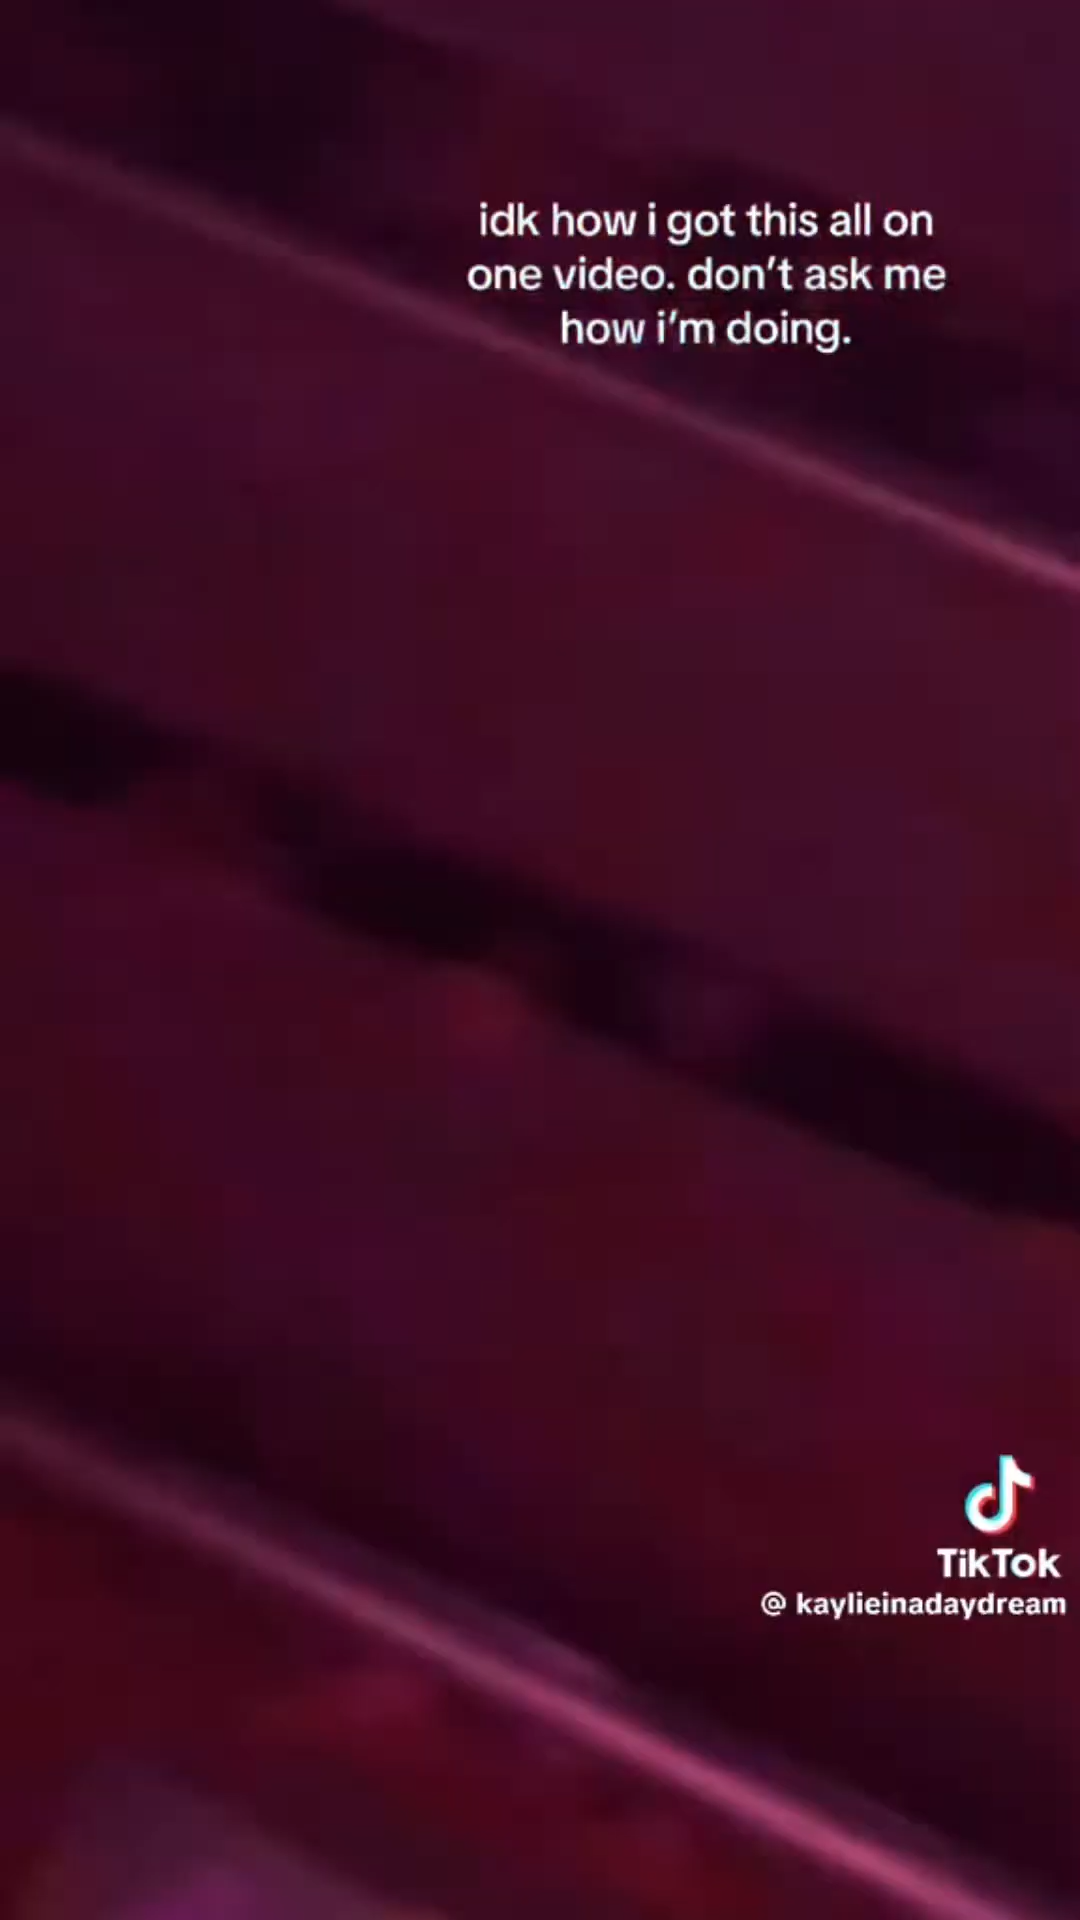 idk how i got this all on
one video. don't ask me
how i'm doing.
TikTok
@ kaylieinadaydream